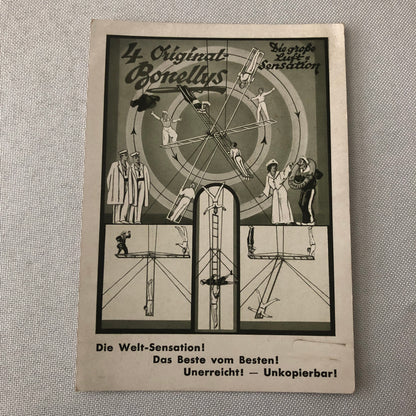 4 Original-
Bonellys
Die große
Luft-
Sensation
Die Welt-Sensation!
Das Beste vom Besten!
Unerreicht! — Unkopierbar!